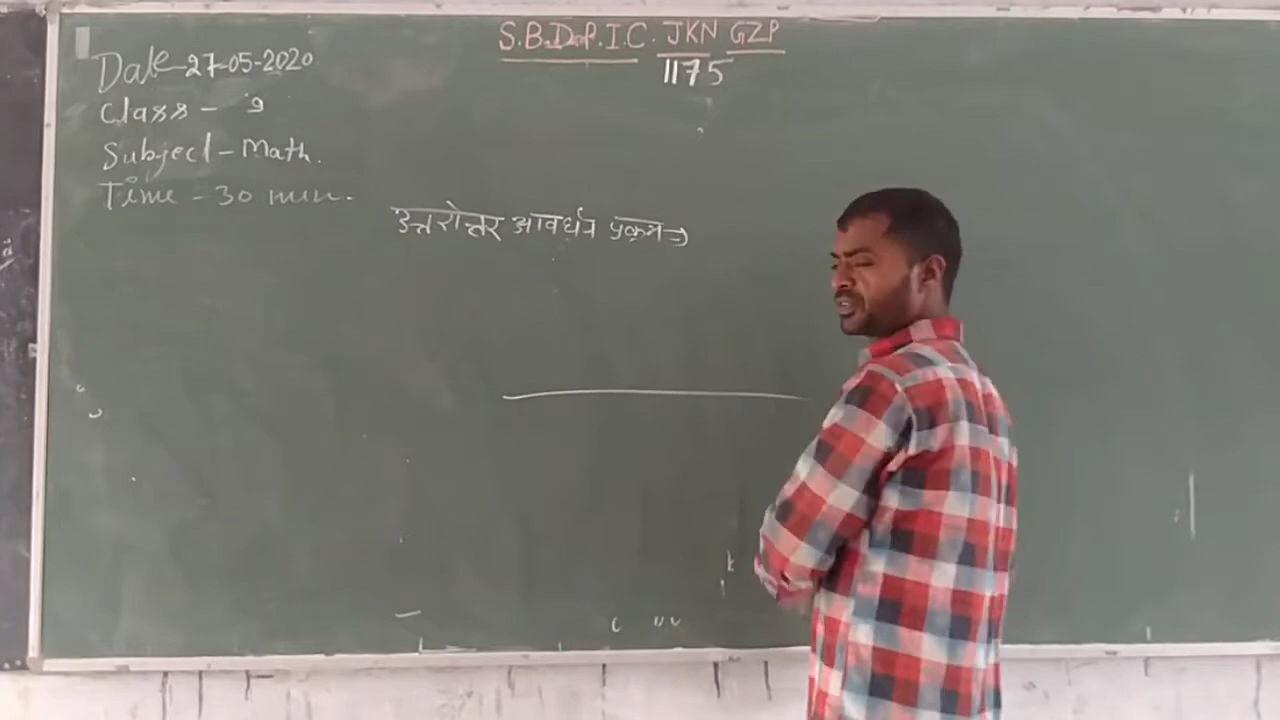 S.B.D.P.I.C. JKN GZP
1175
Date-27-05-2020
Class - 9
Subject - Math.
Time - 30 min.
उत्तरोत्तर आवर्धन प्रक्रम→